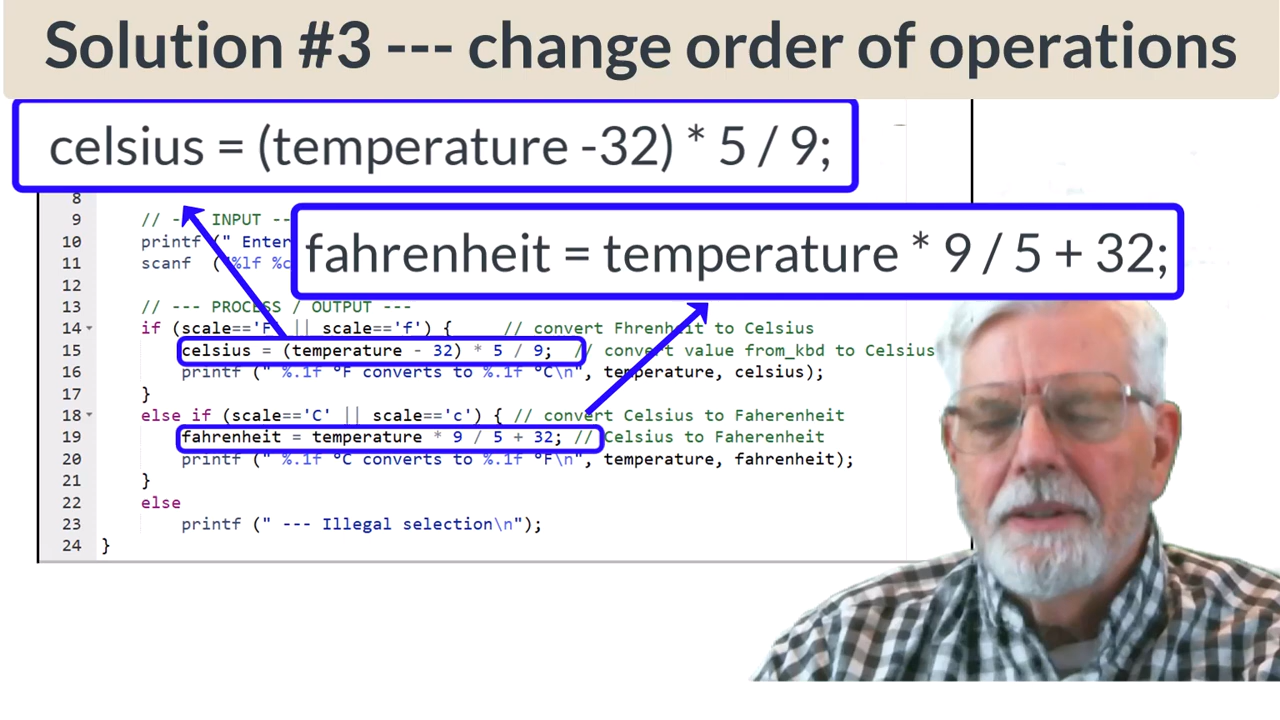 Solution #3 --- change order of operations
celsius = (temperature -32) * 5 / 9;
fahrenheit = temperature * 9 / 5 + 32;
8
9 // - INPUT --
10 printf (" Enter
11 scanf ("%lf %c
12
13 // --- PROCESS / OUTPUT ---
14 if (scale=='F' || scale=='f') { // convert Fhrenheit to Celsius
15 celsius = (temperature - 32) * 5 / 9; // convert value from_kbd to Celsius
16 printf (" %.1f °F converts to %.1f °C\n", temperature, celsius);
17 }
18 else if (scale=='C' || scale=='c') { // convert Celsius to Faherenheit
19 fahrenheit = temperature * 9 / 5 + 32; // Celsius to Faherenheit
20 printf (" %.1f °C converts to %.1f °F\n", temperature, fahrenheit);
21 }
22 else
23 printf (" --- Illegal selection\n");
24 }